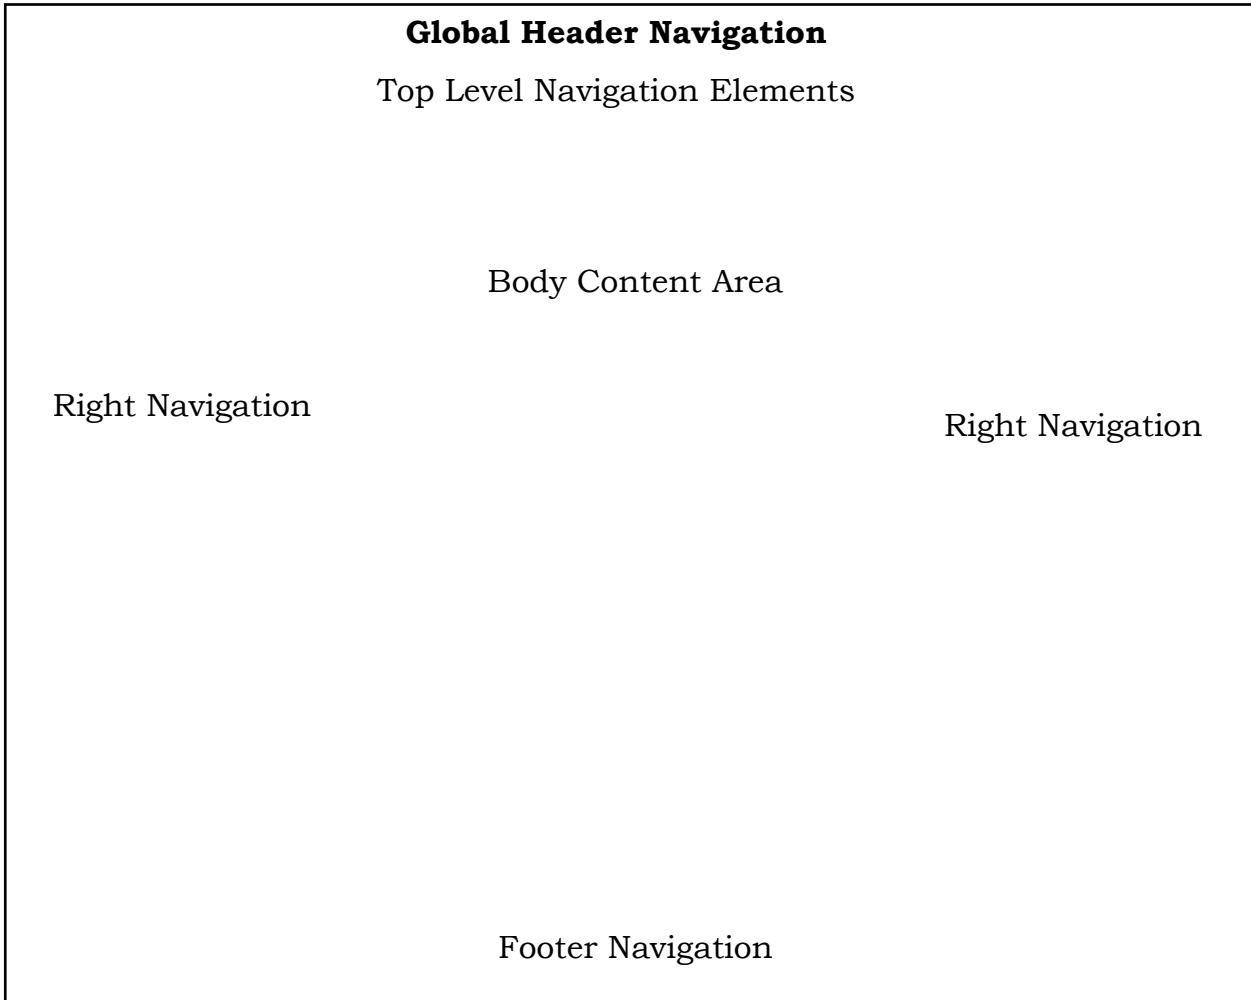 Global Header Navigation
Top Level Navigation Elements
Body Content Area
Right Navigation
Right Navigation
Footer Navigation